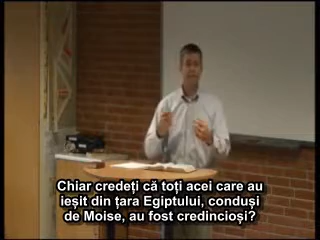 Chiar credeți că toți acei care au
ieșit din țara Egiptului, conduși
de Moise, au fost credincioși?